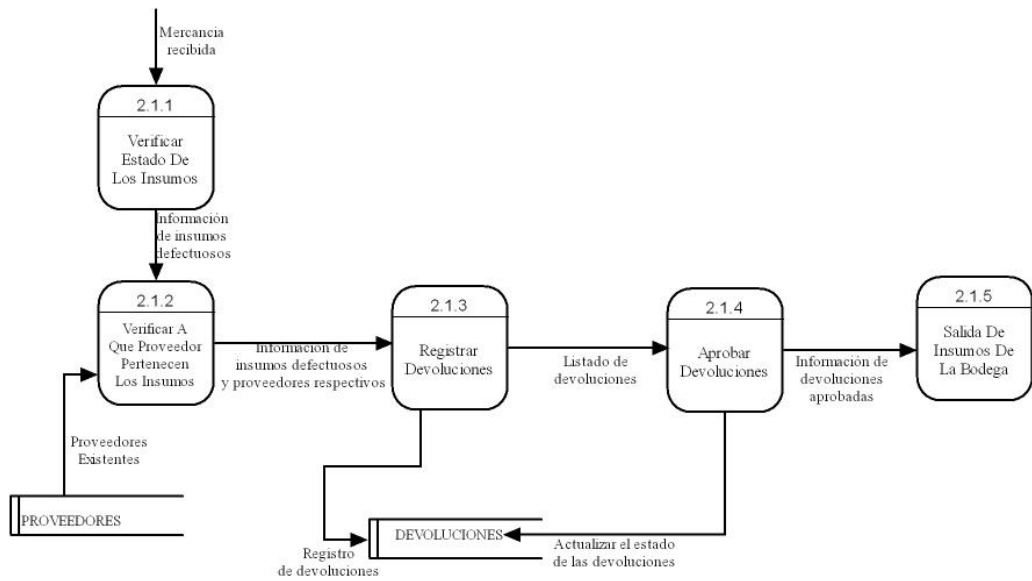 Mercancia
recibida
2.1.1
Verificar
Estado De
Los Insumos
Información
de insumos
defectuosos
2.1.2
Verificar A
Que Proveedor
Pertenecen
Los Insumos
Información de
insumos defectuosos
y proveedores respectivos
2.1.3
Registrar
Devoluciones
Listado de
devoluciones
2.1.4
Aprobar
Devoluciones
Información de
devoluciones
aprobadas
2.1.5
Salida De
Insumos De
La Bodega
Proveedores
Existentes
PROVEEDORES
Registro
de devoluciones
DEVOLUCIONES
Actualizar el estado
de las devoluciones